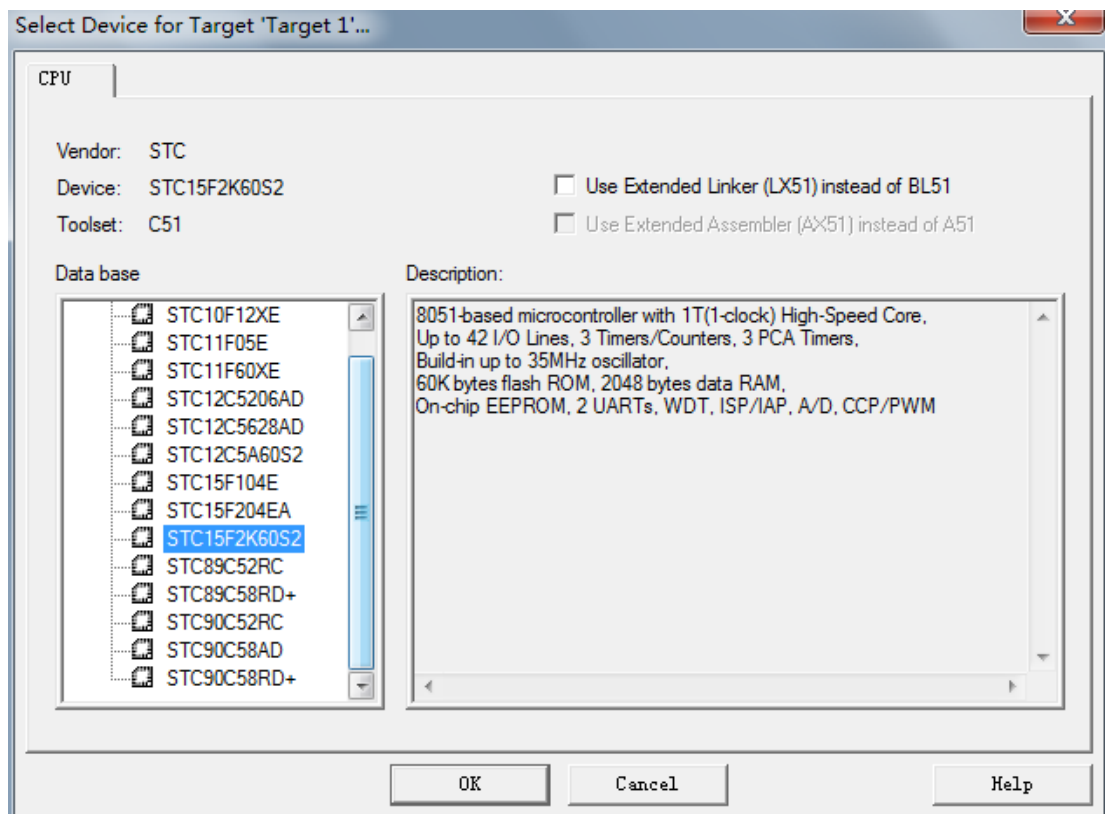 Select Device for Target 'Target 1'...
CPU
Vendor: STC
Device: STC15F2K60S2
Use Extended Linker (LX51) instead of BL51
Toolset: C51
Use Extended Assembler (AX51) instead of A51
Data base
Description:
STC10F12XE
STC11F05E
STC11F60XE
STC12C5206AD
STC12C5628AD
STC12C5A60S2
STC15F104E
STC15F204EA
STC15F2K60S2
STC89C52RC
STC89C58RD+
STC90C52RC
STC90C58AD
STC90C58RD+
8051-based microcontroller with 1T(1-clock) High-Speed Core,
Up to 42 I/O Lines, 3 Timers/Counters, 3 PCA Timers,
Build-in up to 35MHz oscillator,
60K bytes flash ROM, 2048 bytes data RAM,
On-chip EEPROM, 2 UARTs, WDT, ISP/IAP, A/D, CCP/PWM
OK
Cancel
Help